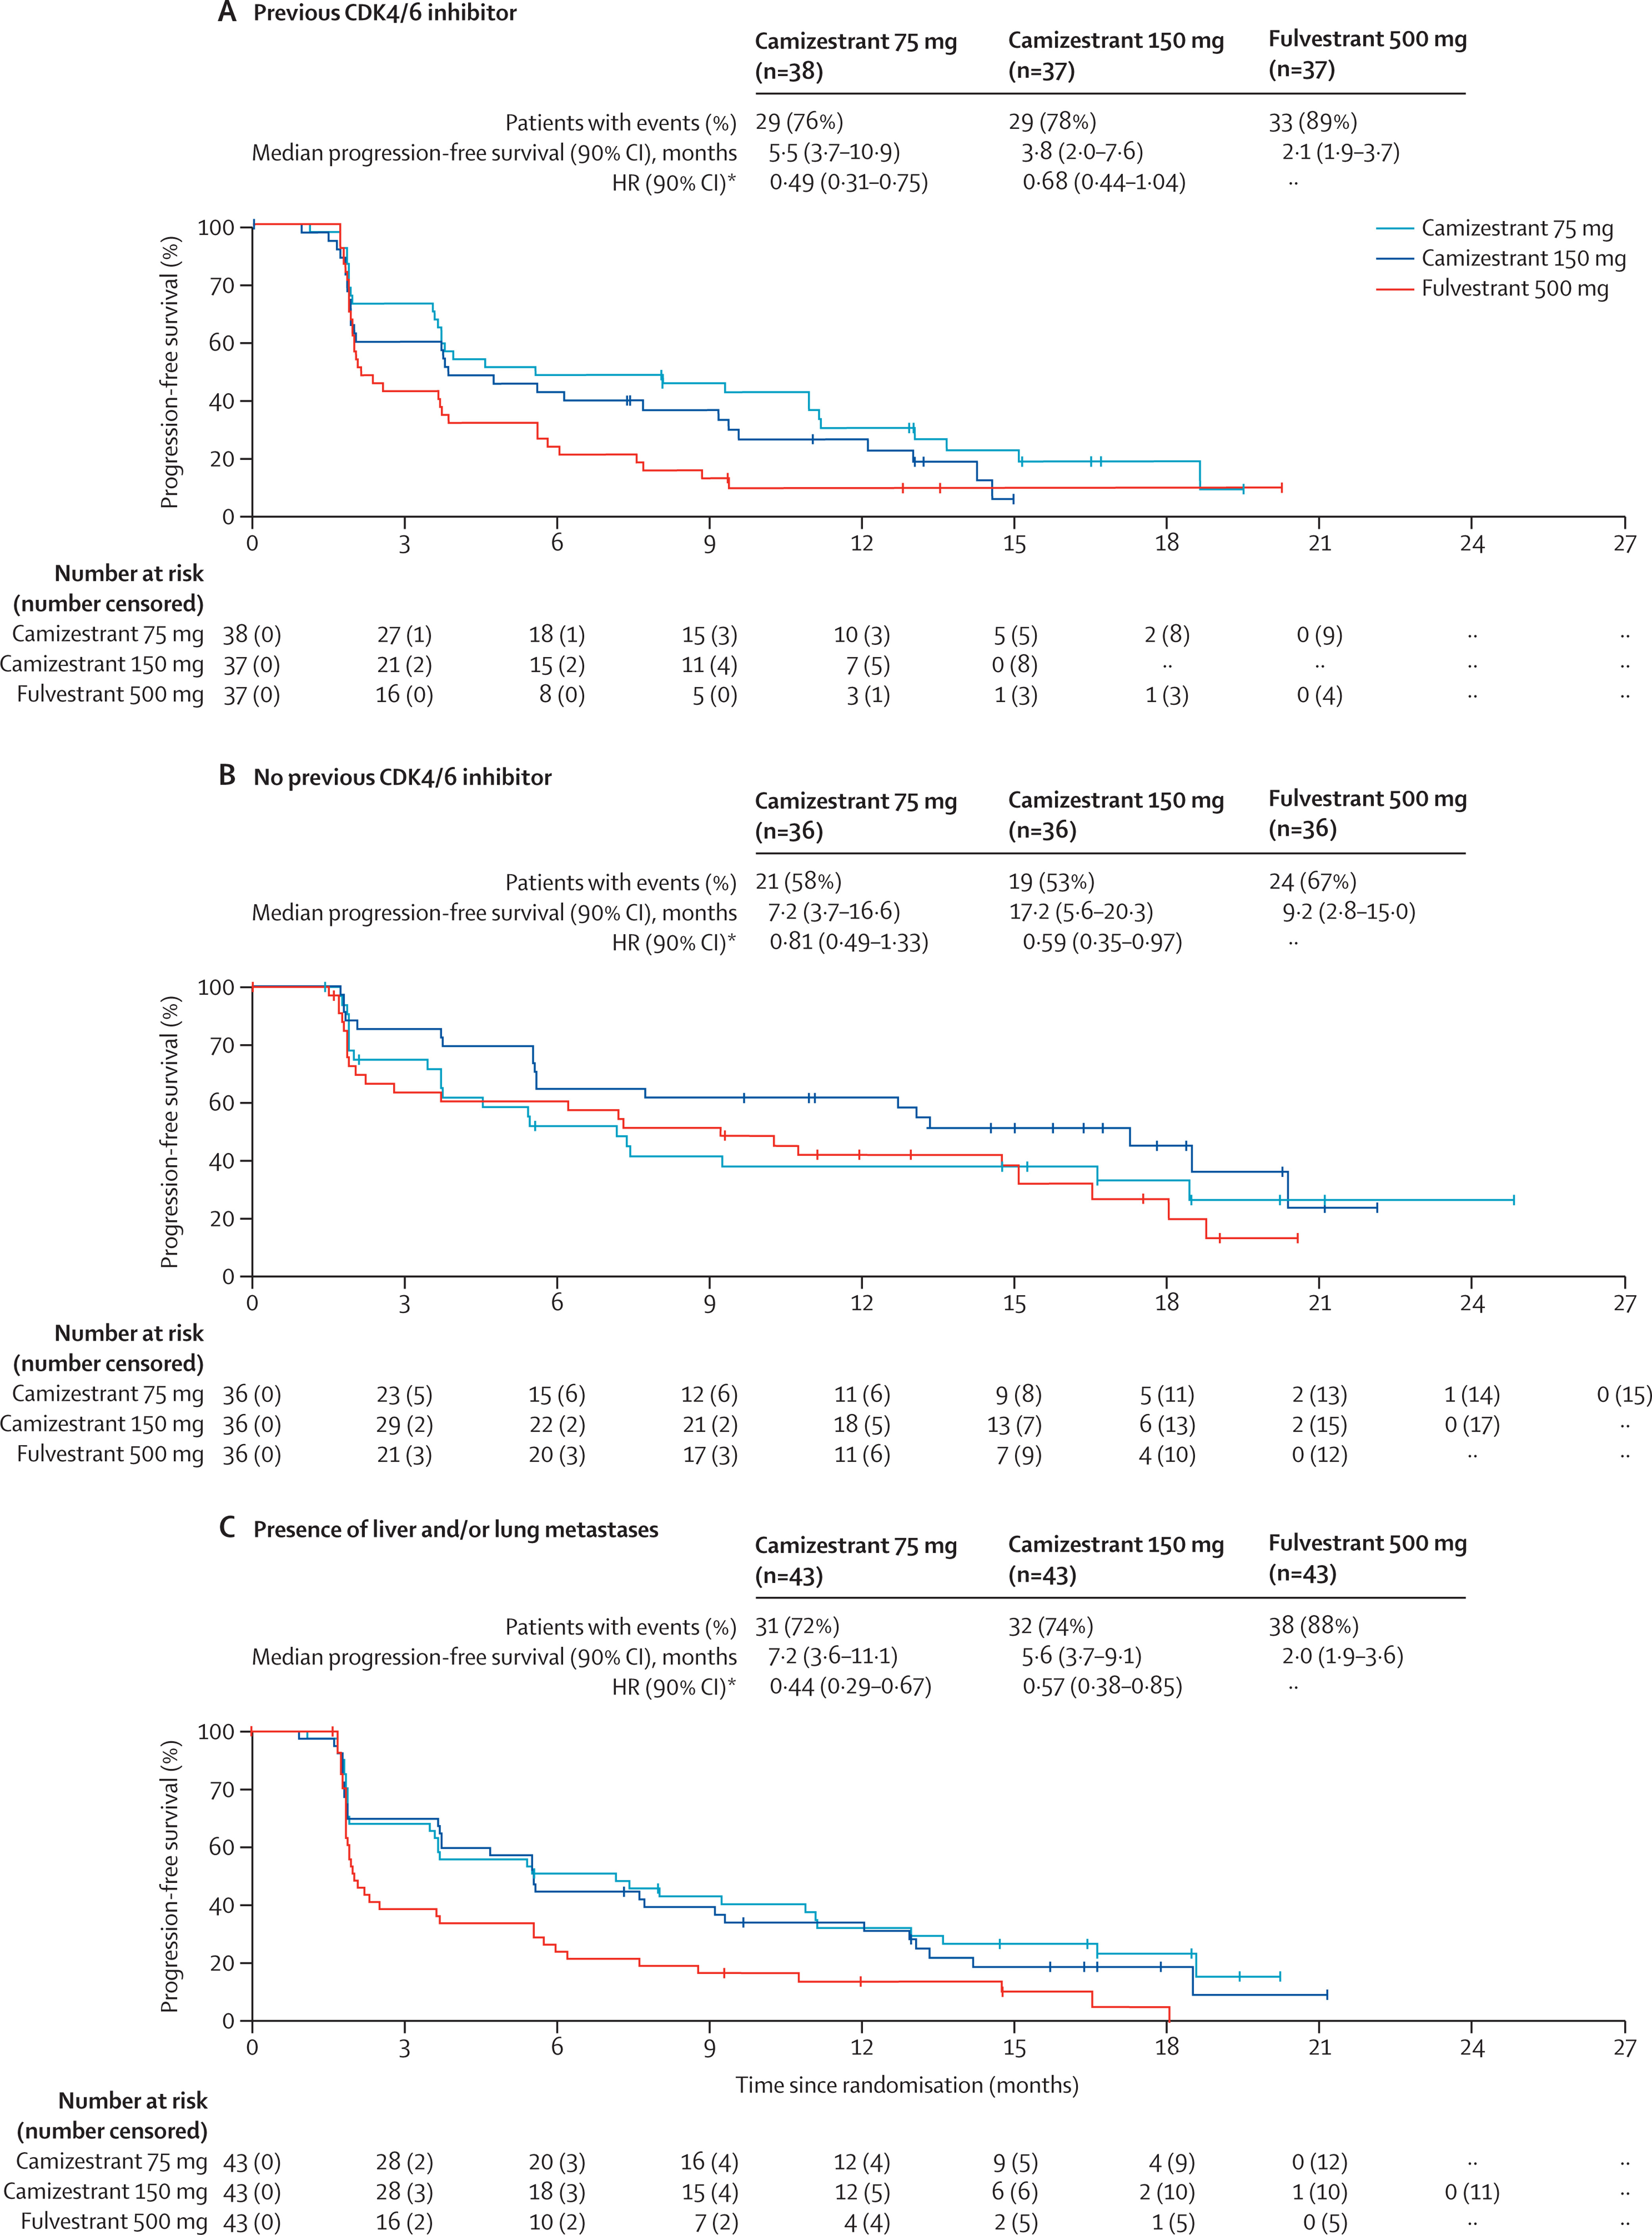 A Previous CDK4/6 inhibitor
Camizestrant 75 mg (n=38) Camizestrant 150 mg (n=37) Fulvestrant 500 mg (n=37)
Patients with events (%) 29 (76%) 29 (78%) 33 (89%)
Median progression-free survival (90% CI), months 5·5 (3·7–10·9) 3·8 (2·0–7·6) 2·1 (1·9–3·7)
HR (90% CI)* 0·49 (0·31–0·75) 0·68 (0·44–1·04) ··
Camizestrant 75 mg
Camizestrant 150 mg
Fulvestrant 500 mg
Progression-free survival (%)
100
70
60
40
20
0
0 3 6 9 12 15 18 21 24 27
Number at risk
(number censored)
Camizestrant 75 mg 38 (0) 27 (1) 18 (1) 15 (3) 10 (3) 5 (5) 2 (8) 0 (9) ·· ··
Camizestrant 150 mg 37 (0) 21 (2) 15 (2) 11 (4) 7 (5) 0 (8) ·· ·· ·· ··
Fulvestrant 500 mg 37 (0) 16 (0) 8 (0) 5 (0) 3 (1) 1 (3) 1 (3) 0 (4) ·· ··
B No previous CDK4/6 inhibitor
Camizestrant 75 mg (n=36) Camizestrant 150 mg (n=36) Fulvestrant 500 mg (n=36)
Patients with events (%) 21 (58%) 19 (53%) 24 (67%)
Median progression-free survival (90% CI), months 7·2 (3·7–16·6) 17·2 (5·6–20·3) 9·2 (2·8–15·0)
HR (90% CI)* 0·81 (0·49–1·33) 0·59 (0·35–0·97) ··
Progression-free survival (%)
100
70
60
40
20
0
0 3 6 9 12 15 18 21 24 27
Number at risk
(number censored)
Camizestrant 75 mg 36 (0) 23 (5) 15 (6) 12 (6) 11 (6) 9 (8) 5 (11) 2 (13) 1 (14) 0 (15)
Camizestrant 150 mg 36 (0) 29 (2) 22 (2) 21 (2) 18 (5) 13 (7) 6 (13) 2 (15) 0 (17) ··
Fulvestrant 500 mg 36 (0) 21 (3) 20 (3) 17 (3) 11 (6) 7 (9) 4 (10) 0 (12) ·· ··
C Presence of liver and/or lung metastases
Camizestrant 75 mg (n=43) Camizestrant 150 mg (n=43) Fulvestrant 500 mg (n=43)
Patients with events (%) 31 (72%) 32 (74%) 38 (88%)
Median progression-free survival (90% CI), months 7·2 (3·6–11·1) 5·6 (3·7–9·1) 2·0 (1·9–3·6)
HR (90% CI)* 0·44 (0·29–0·67) 0·57 (0·38–0·85) ··
Progression-free survival (%)
100
70
60
40
20
0
0 3 6 9 12 15 18 21 24 27
Time since randomisation (months)
Number at risk
(number censored)
Camizestrant 75 mg 43 (0) 28 (2) 20 (3) 16 (4) 12 (4) 9 (5) 4 (9) 0 (12) ·· ··
Camizestrant 150 mg 43 (0) 28 (3) 18 (3) 15 (4) 12 (5) 6 (6) 2 (10) 1 (10) 0 (11) ··
Fulvestrant 500 mg 43 (0) 16 (2) 10 (2) 7 (2) 4 (4) 2 (5) 1 (5) 0 (5) ·· ··